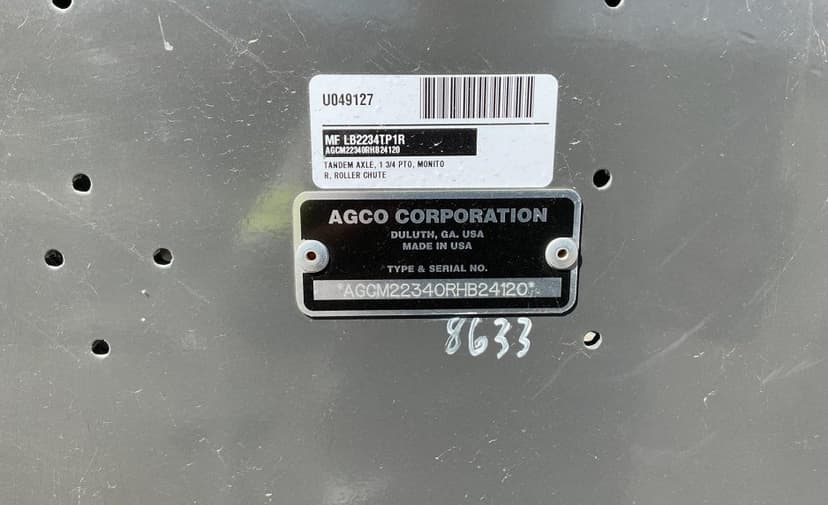 U049127
MF LB2234TP1R
AGCM22340RHB24120
TANDEM AXLE, 1 3/4 PTO, MONITO
R, ROLLER CHUTE
AGCO CORPORATION
DULUTH, GA. USA
MADE IN USA
TYPE & SERIAL NO.
*AGCM22340RHB24120*
8633